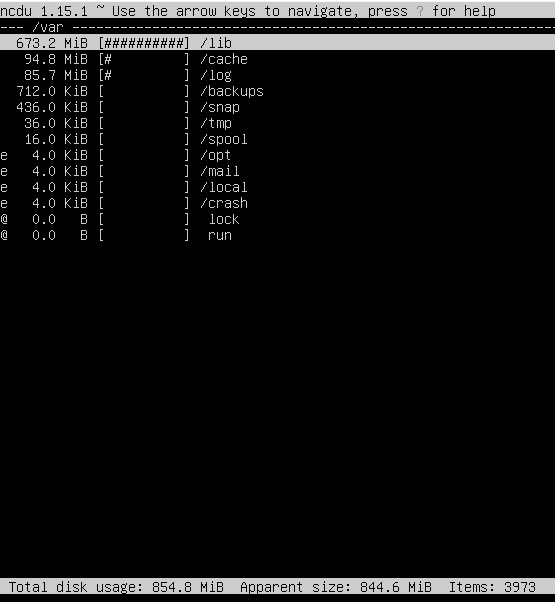 ncdu 1.15.1 ~ Use the arrow keys to navigate, press ? for help
--- /var ------------------------------------------------------------
  673.2 MiB [##########] /lib
   94.8 MiB [#         ] /cache
   85.7 MiB [#         ] /log
  712.0 KiB [          ] /backups
  436.0 KiB [          ] /snap
   36.0 KiB [          ] /tmp
   16.0 KiB [          ] /spool
e   4.0 KiB [          ] /opt
e   4.0 KiB [          ] /mail
e   4.0 KiB [          ] /local
e   4.0 KiB [          ] /crash
@   0.0   B [          ]  lock
@   0.0   B [          ]  run
Total disk usage: 854.8 MiB  Apparent size: 844.6 MiB  Items: 3973